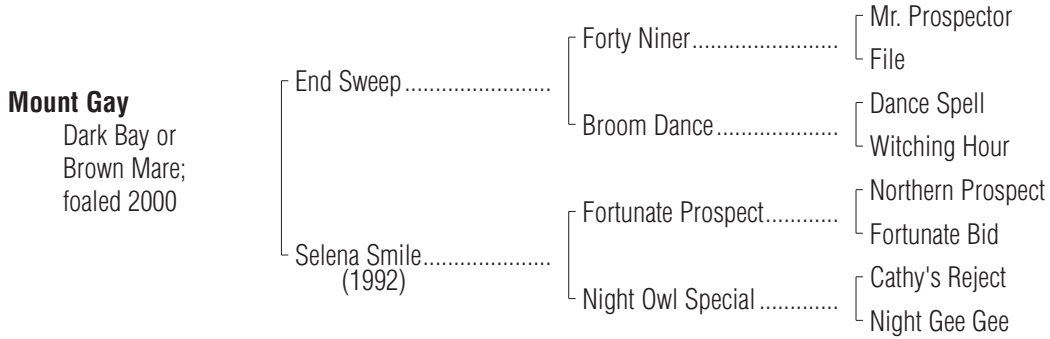 Mr. Prospector
Forty Niner........................
File
End Sweep........................
Dance Spell
Broom Dance....................
Witching Hour
Mount Gay
Dark Bay or
Brown Mare;
foaled 2000
Northern Prospect
Fortunate Prospect............
Fortunate Bid
Selena Smile.....................
(1992)
Cathy's Reject
Night Owl Special .............
Night Gee Gee